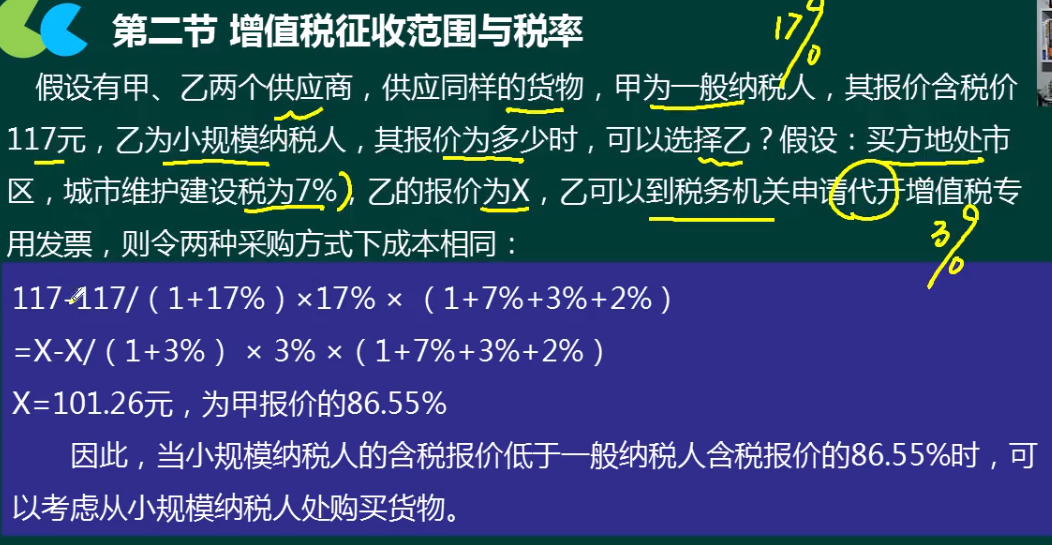 第二节 增值税征收范围与税率
17%
假设有甲、乙两个供应商，供应同样的货物，甲为一般纳税人，其报价含税价
117元，乙为小规模纳税人，其报价为多少时，可以选择乙？假设：买方地处市
区，城市维护建设税为7%，乙的报价为X，乙可以到税务机关申请代开增值税专
用发票，则令两种采购方式下成本相同：
3%
117-117/（1+17%）×17% ×（1+7%+3%+2%）
=X-X/（1+3%）× 3% ×（1+7%+3%+2%）
X=101.26元，为甲报价的86.55%
因此，当小规模纳税人的含税报价低于一般纳税人含税报价的86.55%时，可
以考虑从小规模纳税人处购买货物。